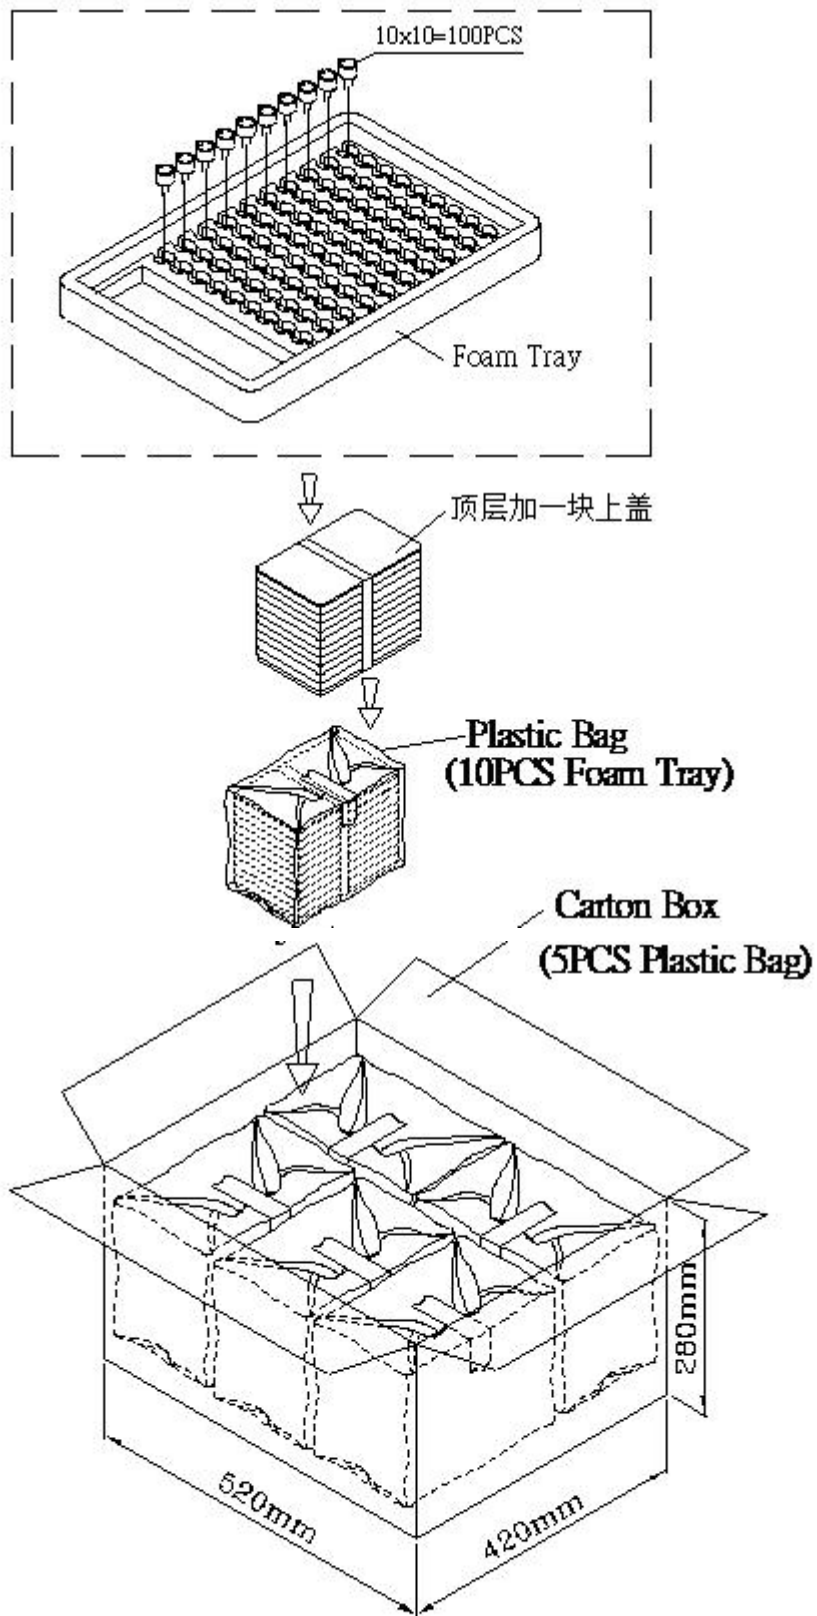 10x10=100PCS
Foam Tray
顶层加一块上盖
Plastic Bag
(10PCS Foam Tray)
Carton Box
(5PCS Plastic Bag)
280mm
520mm
420mm